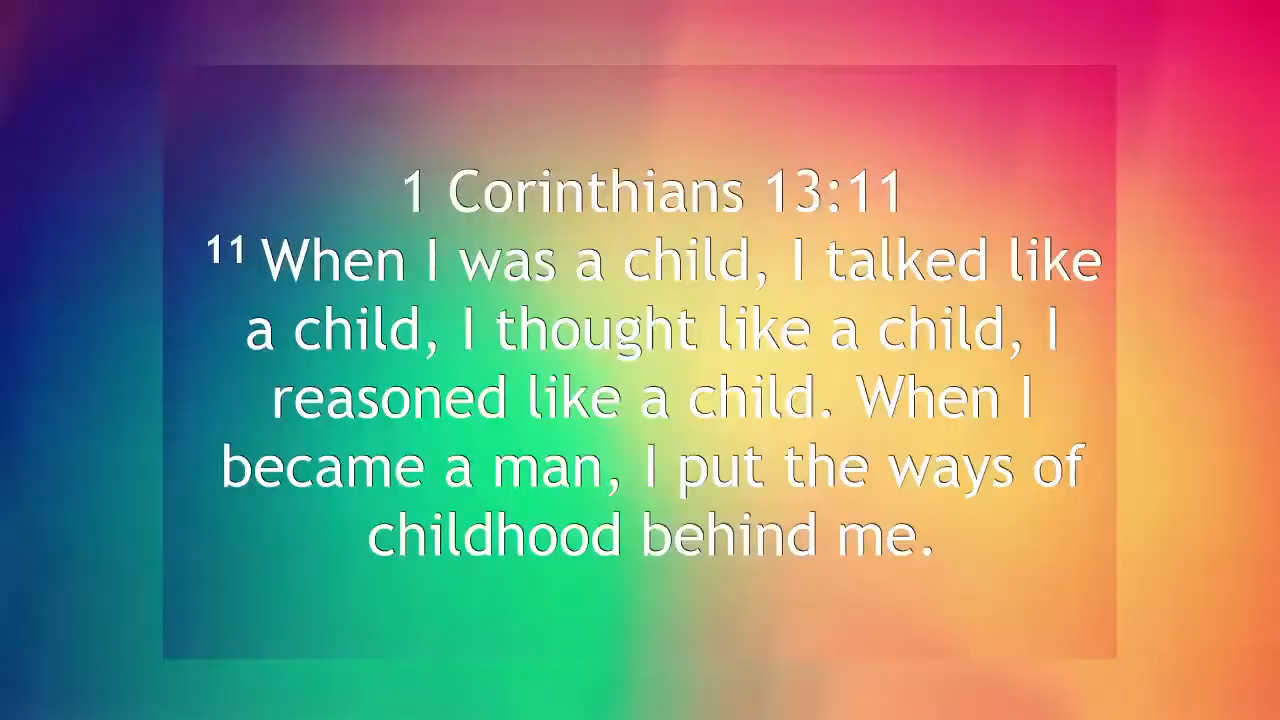 1 Corinthians 13:11
11 When I was a child, I talked like
a child, I thought like a child, I
reasoned like a child. When I
became a man, I put the ways of
childhood behind me.